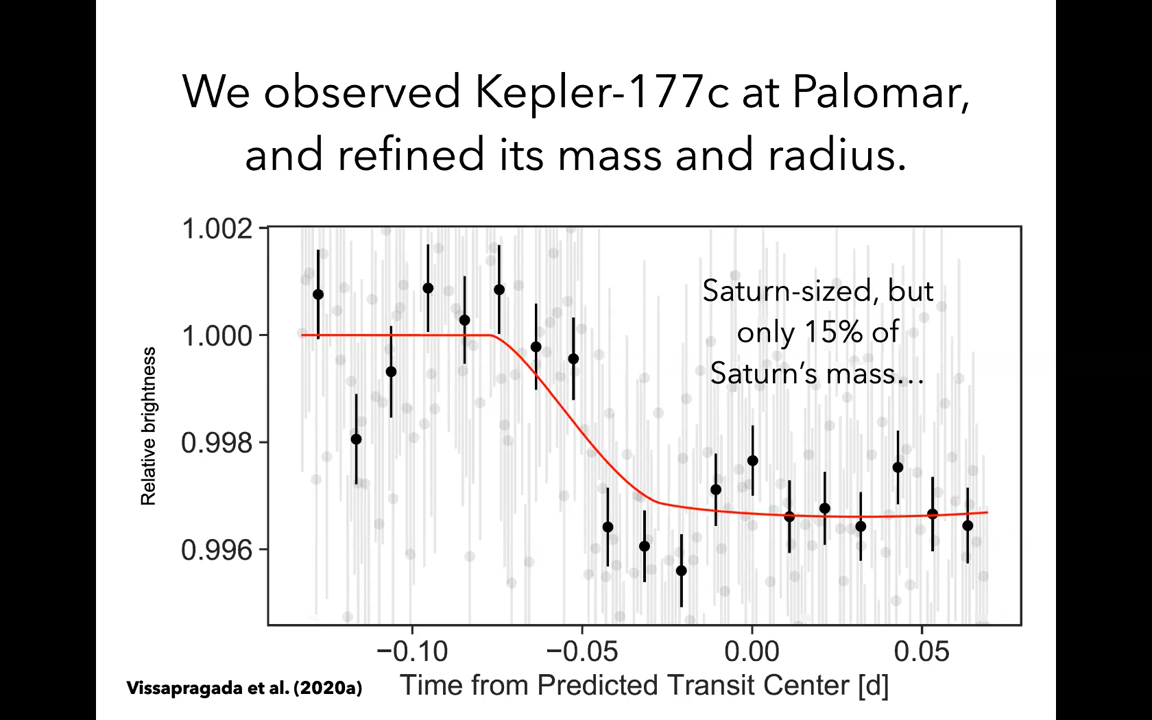 We observed Kepler-177c at Palomar,
and refined its mass and radius.
1.002
1.000
0.998
0.996
Relative brightness
Saturn-sized, but
only 15% of
Saturn's mass…
−0.10
−0.05
0.00
0.05
Vissapragada et al. (2020a)
Time from Predicted Transit Center [d]